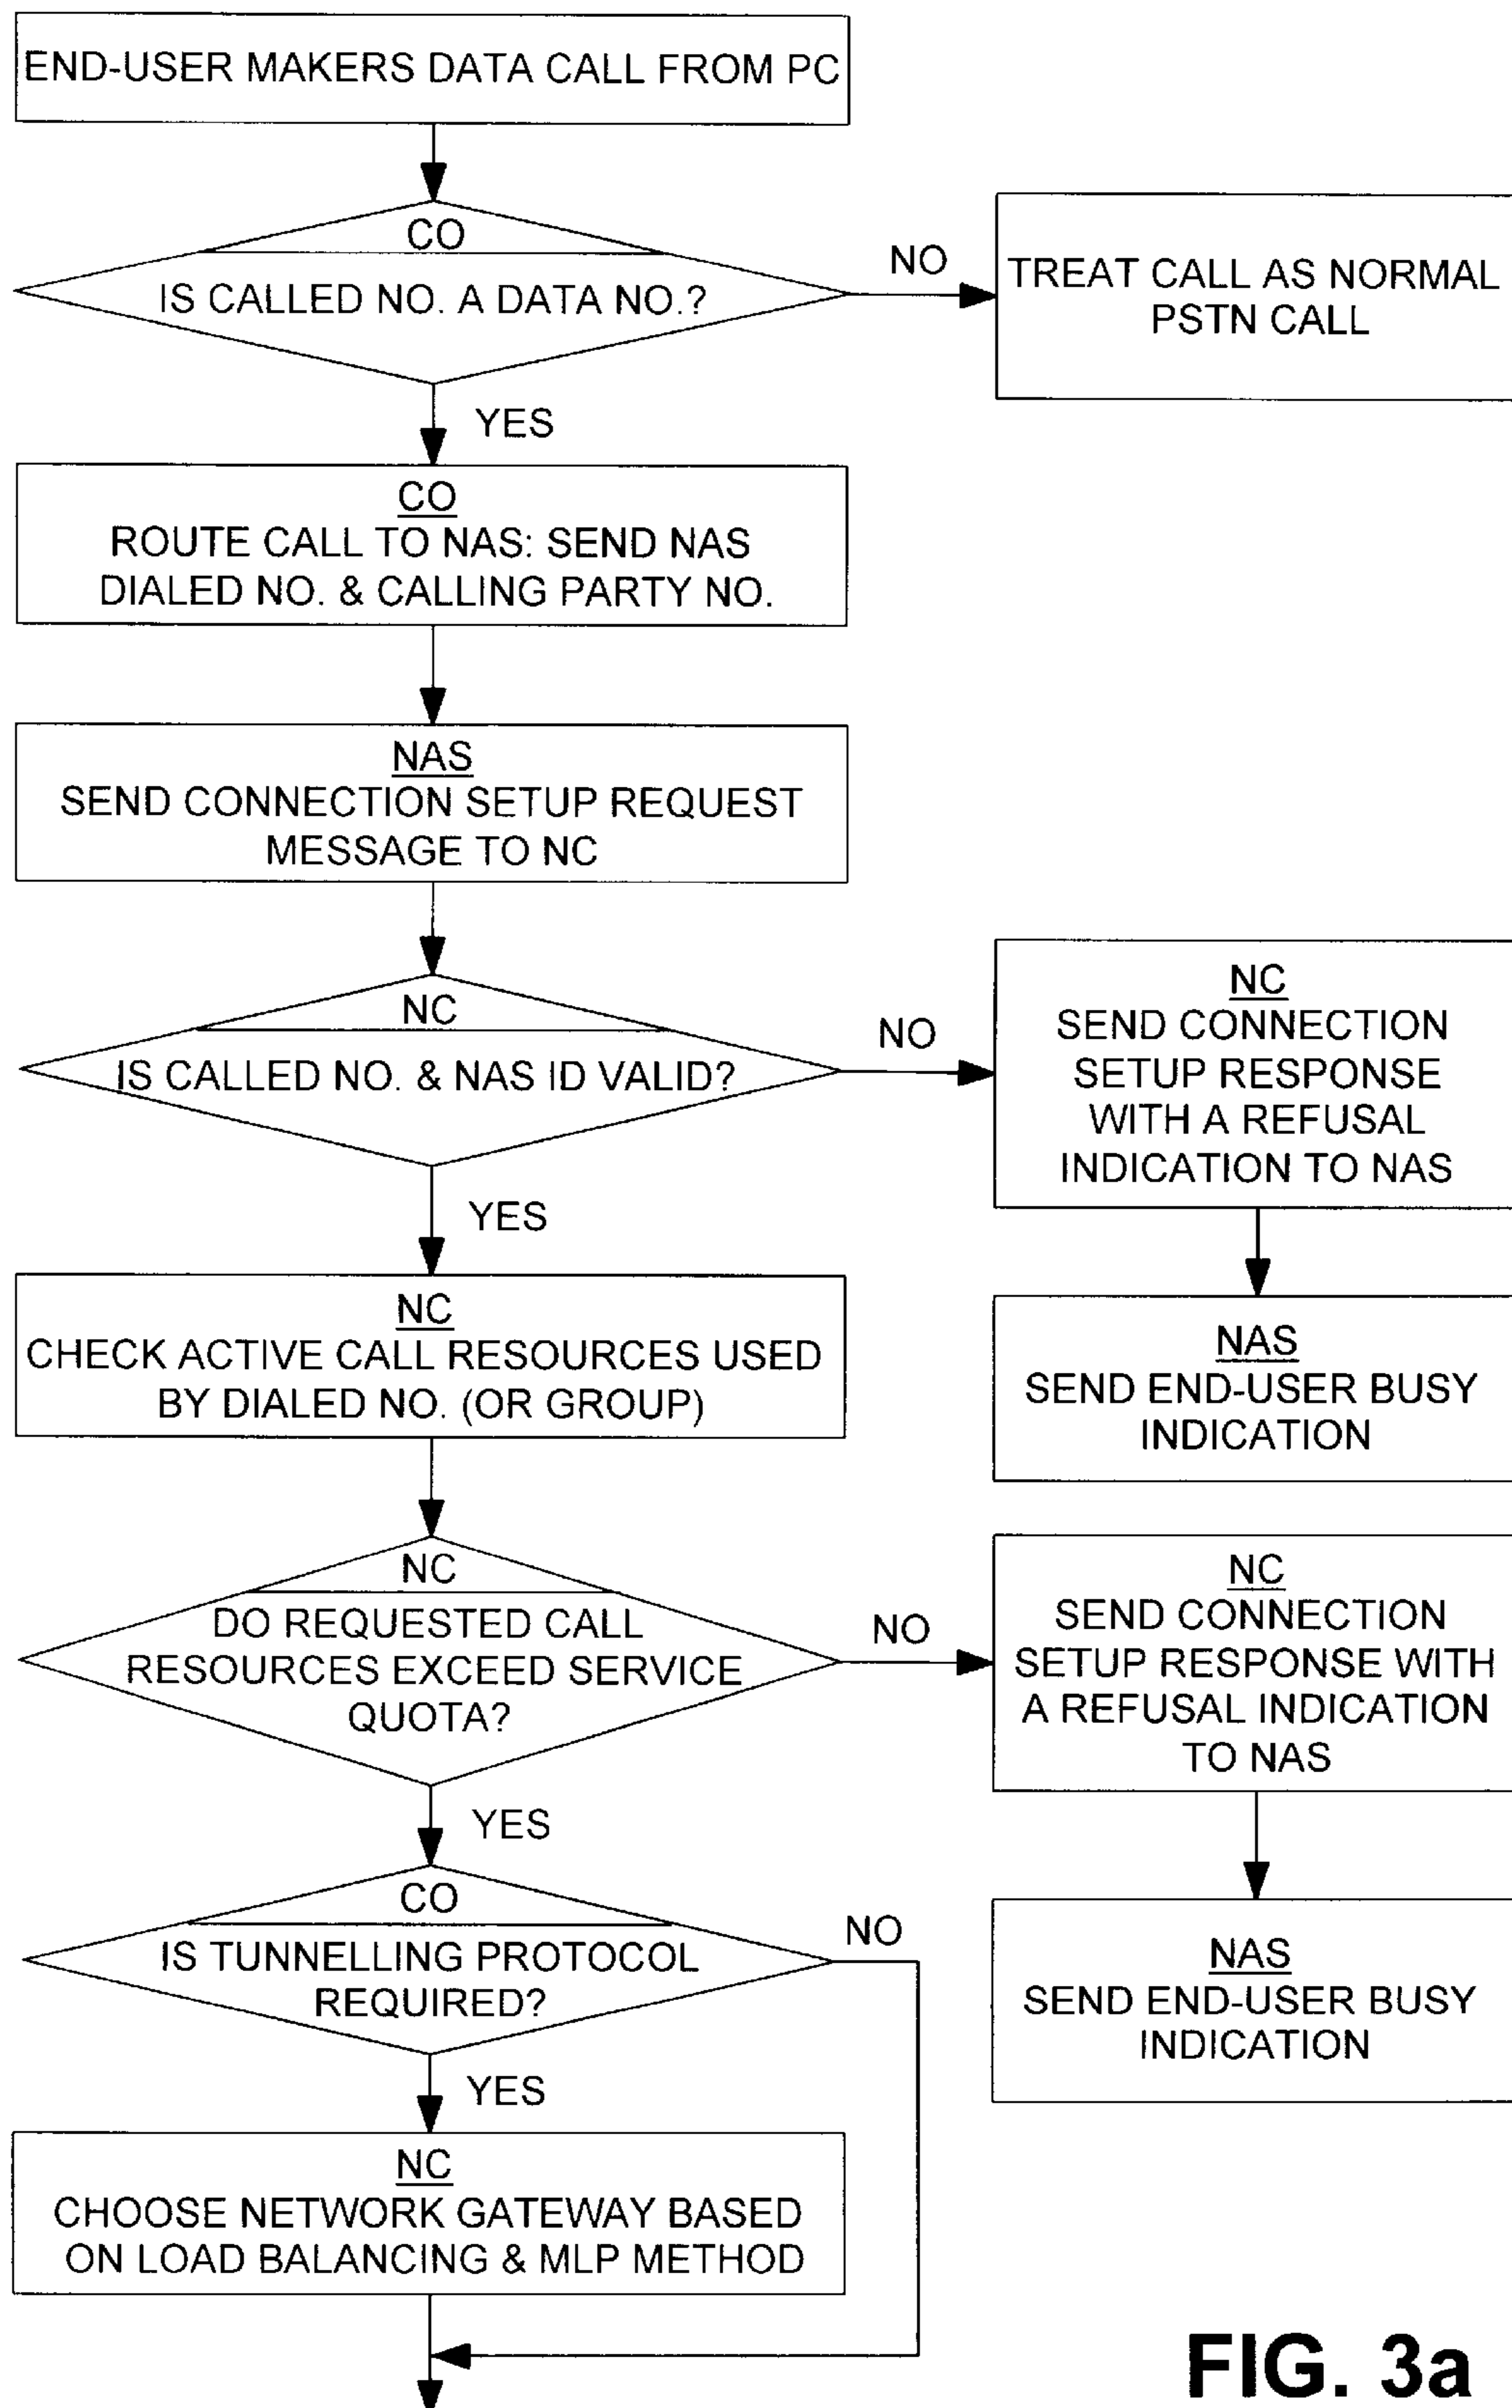 END-USER MAKERS DATA CALL FROM PC
CO
IS CALLED NO. A DATA NO.?
NO
TREAT CALL AS NORMAL
PSTN CALL
YES
CO
ROUTE CALL TO NAS: SEND NAS
DIALED NO. & CALLING PARTY NO.
NAS
SEND CONNECTION SETUP REQUEST
MESSAGE TO NC
NC
IS CALLED NO. & NAS ID VALID?
NO
NC
SEND CONNECTION
SETUP RESPONSE
WITH A REFUSAL
INDICATION TO NAS
NAS
SEND END-USER BUSY
INDICATION
YES
NC
CHECK ACTIVE CALL RESOURCES USED
BY DIALED NO. (OR GROUP)
NC
DO REQUESTED CALL
RESOURCES EXCEED SERVICE
QUOTA?
NO
NC
SEND CONNECTION
SETUP RESPONSE WITH
A REFUSAL INDICATION
TO NAS
NAS
SEND END-USER BUSY
INDICATION
YES
CO
IS TUNNELLING PROTOCOL
REQUIRED?
NO
YES
NC
CHOOSE NETWORK GATEWAY BASED
ON LOAD BALANCING & MLP METHOD
FIG. 3a